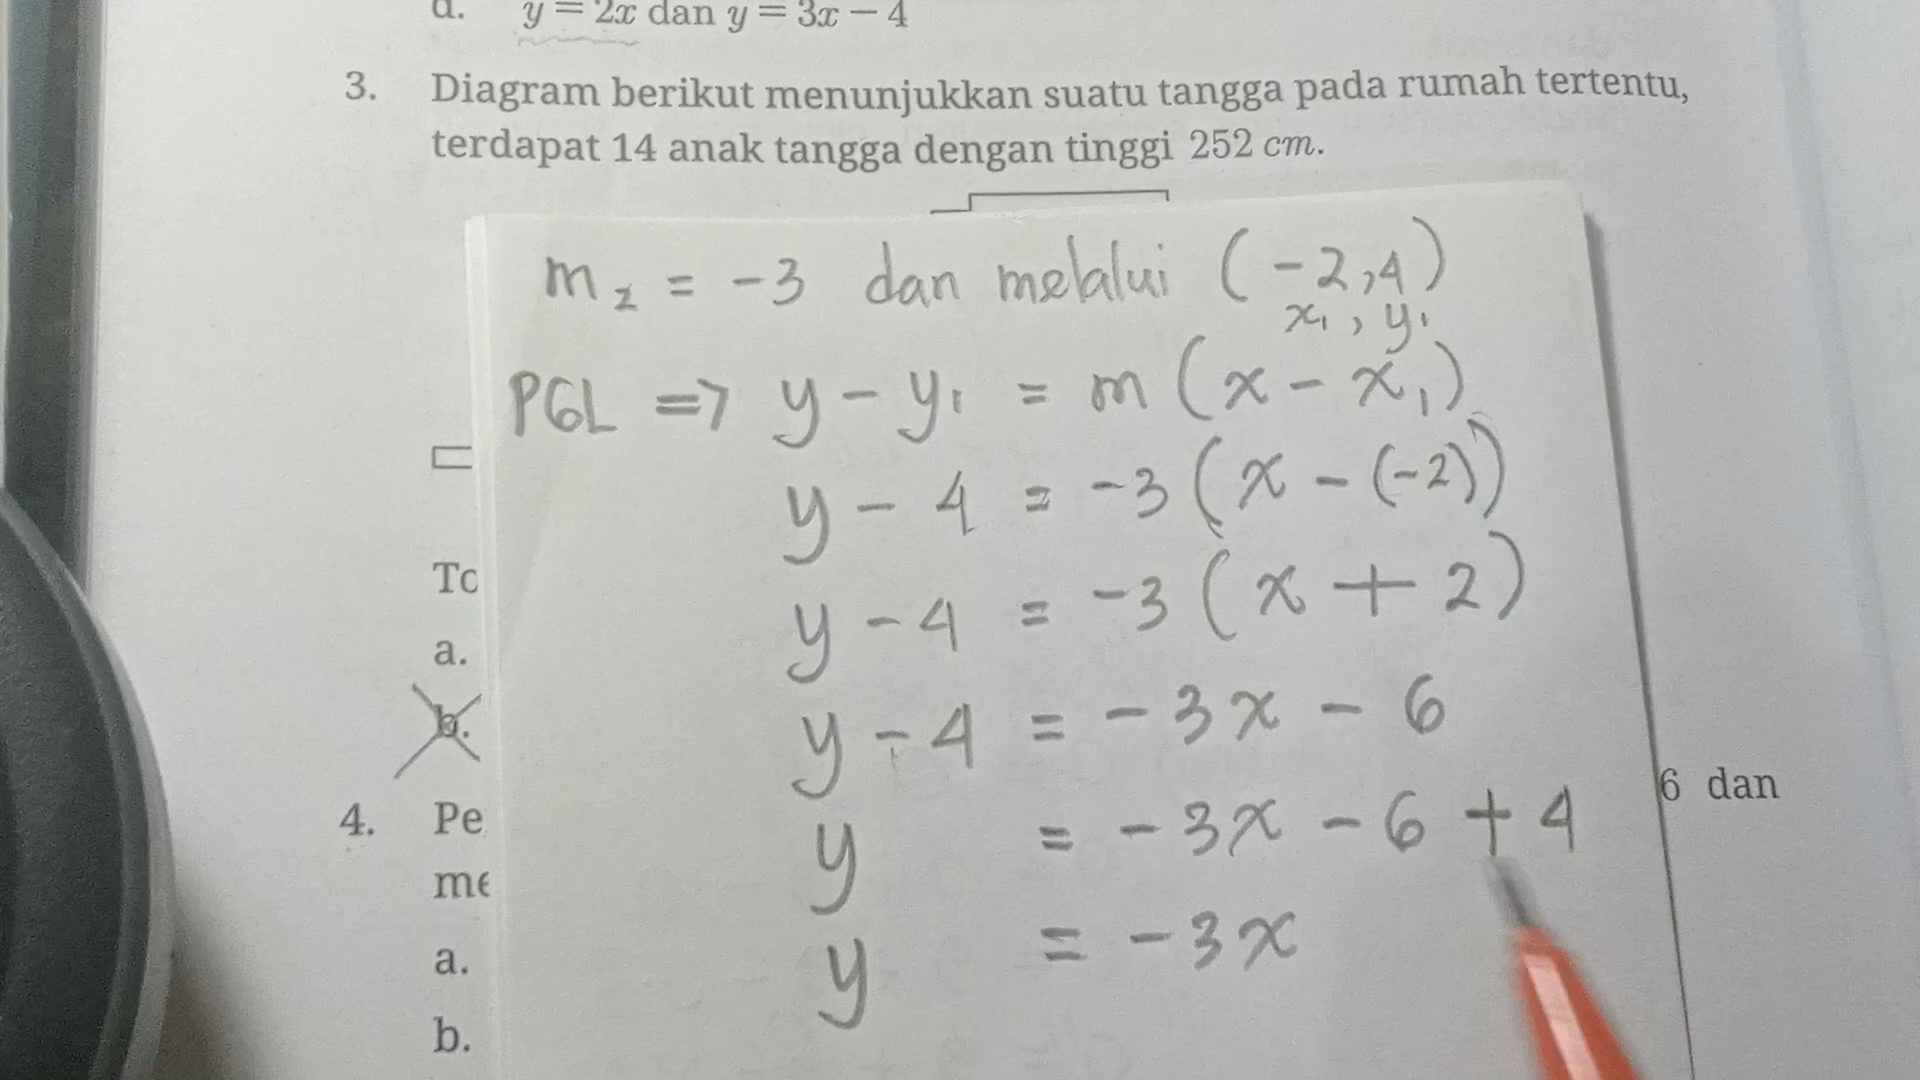 d. y = 2x dan y = 3x − 4
3. Diagram berikut menunjukkan suatu tangga pada rumah tertentu,
terdapat 14 anak tangga dengan tinggi 252 cm.
m₂ = -3 dan melalui (-2,4)
x₁, y₁
PGL => y - y₁ = m(x - x₁)
y - 4 = -3(x - (-2))
y - 4 = -3(x + 2)
y - 4 = -3x - 6
y = -3x - 6 + 4
y = -3x
a.
b.
6 dan
4. Pe
me
a.
b.